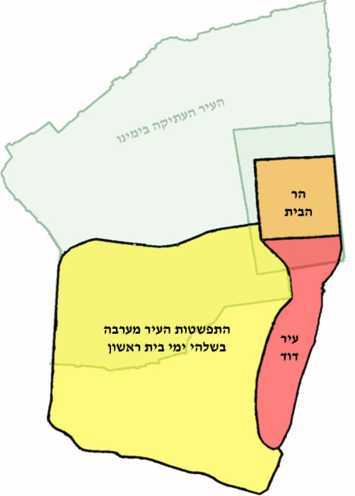 העיר העתיקה בימינו
הר
הבית
התפשטות העיר מערבה
בשלהי ימי בית ראשון
עיר
דוד